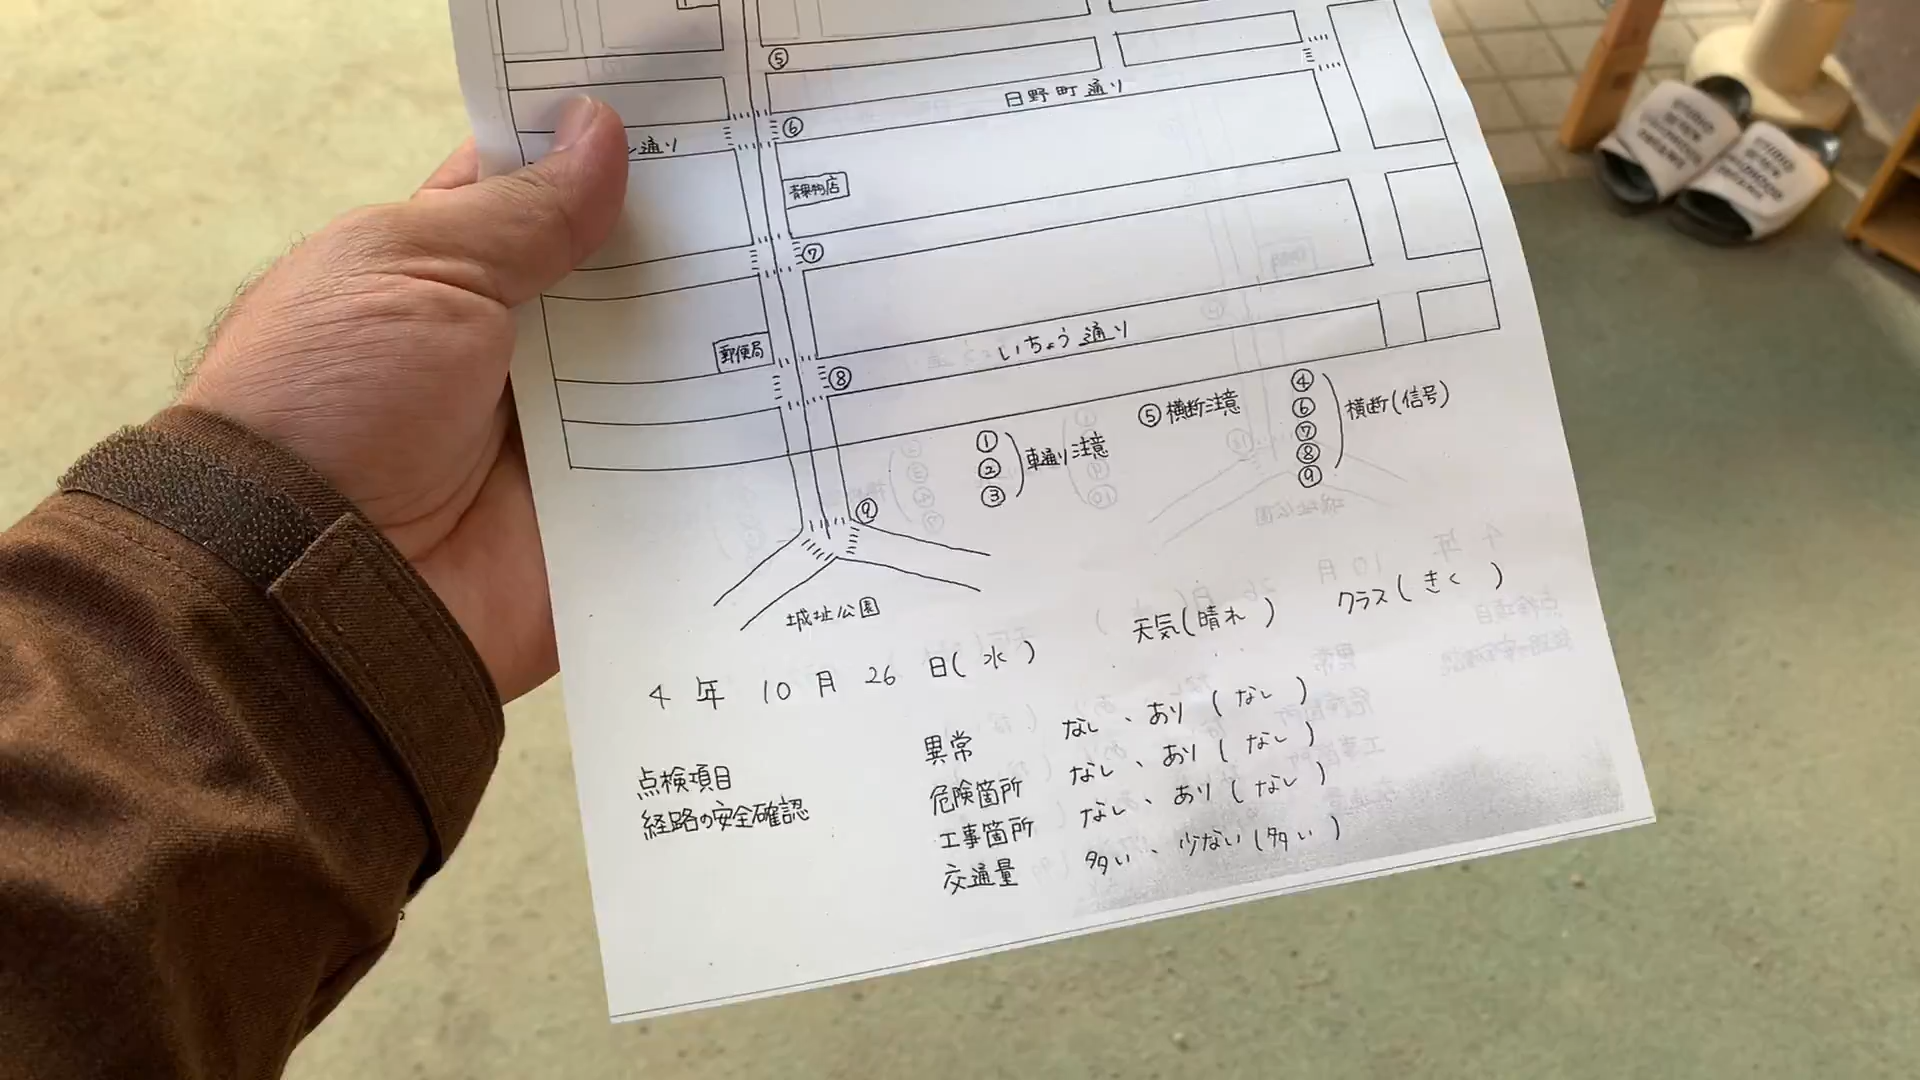 ⑤
日野町通り
⑥
ン通り
青果物店
⑦
いちょう通り
郵便局
⑧
① ② ③ 車通り注意
⑤ 横断注意
④ ⑥ ⑦ ⑧ ⑨ 横断(信号)
⑨
城址公園
4 年 10 月 26 日( 水 ) 天気(晴れ ) クラス( きく )
点検項目
経路の安全確認
異常 なし 、 あり ( なし )
危険箇所 なし 、 あり ( なし )
工事箇所 なし 、 あり ( なし )
交通量 多い 、 少ない (多い )